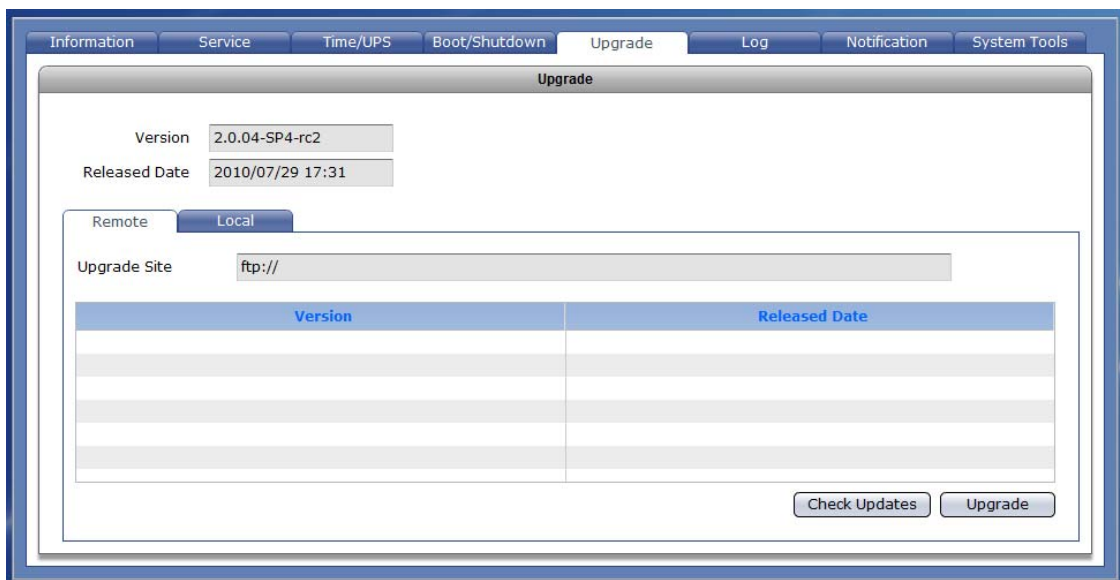 Information Service Time/UPS Boot/Shutdown Upgrade Log Notification System Tools
Upgrade
Version 2.0.04-SP4-rc2
Released Date 2010/07/29 17:31
Remote Local
Upgrade Site ftp://
Version Released Date
Check Updates Upgrade